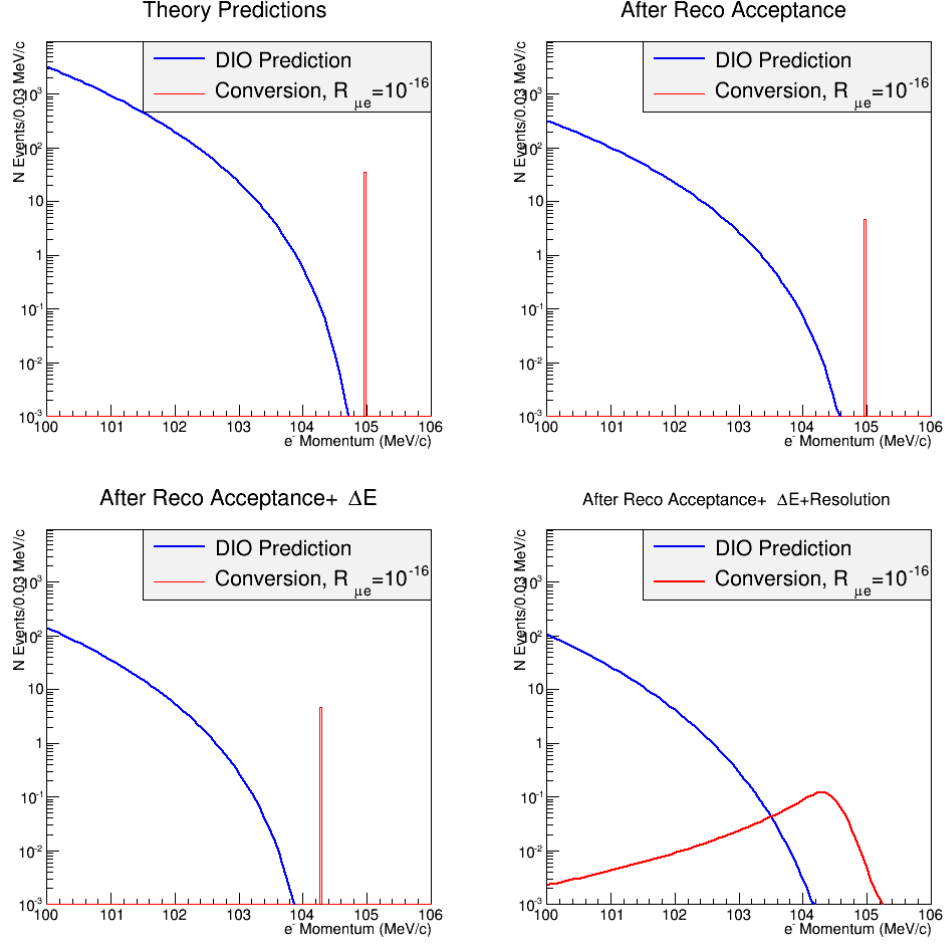 Theory Predictions
N Events/0.03 MeV/c
DIO Prediction
Conversion, R μe=10^-16
10^3
10^2
10
1
10^-1
10^-2
10^-3
100 101 102 103 104 105 106
e^- Momentum (MeV/c)
After Reco Acceptance
N Events/0.03 MeV/c
DIO Prediction
Conversion, R μe=10^-16
10^3
10^2
10
1
10^-1
10^-2
10^-3
100 101 102 103 104 105 106
e^- Momentum (MeV/c)
After Reco Acceptance+ ΔE
N Events/0.03 MeV/c
DIO Prediction
Conversion, R μe=10^-16
10^3
10^2
10
1
10^-1
10^-2
10^-3
100 101 102 103 104 105 106
e^- Momentum (MeV/c)
After Reco Acceptance+ ΔE+Resolution
N Events/0.03 MeV/c
DIO Prediction
Conversion, R μe=10^-16
10^3
10^2
10
1
10^-1
10^-2
10^-3
100 101 102 103 104 105 106
e^- Momentum (MeV/c)